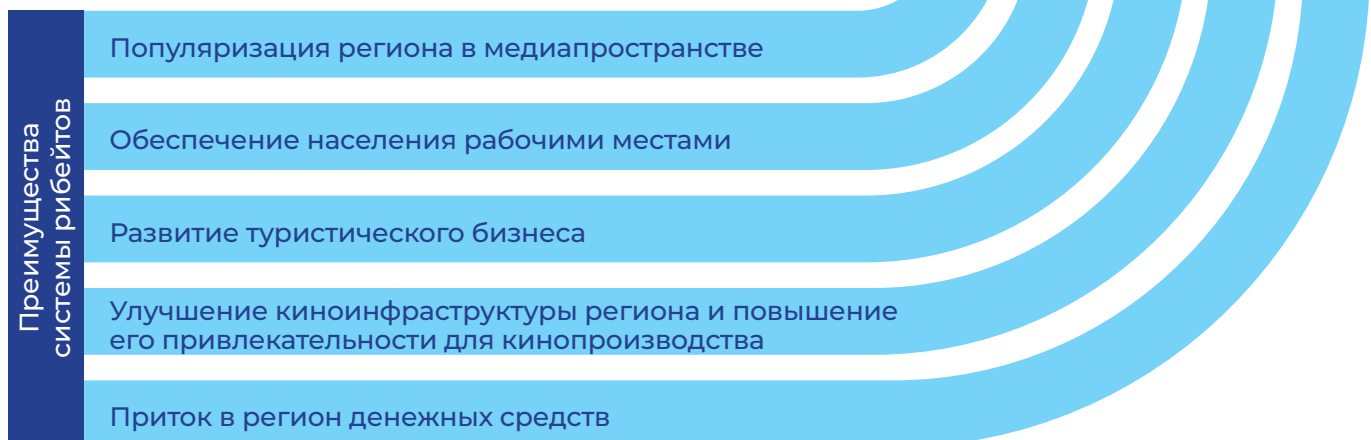 Преимущества
системы рибейтов
Популяризация региона в медиапространстве
Обеспечение населения рабочими местами
Развитие туристического бизнеса
Улучшение киноинфраструктуры региона и повышение
его привлекательности для кинопроизводства
Приток в регион денежных средств